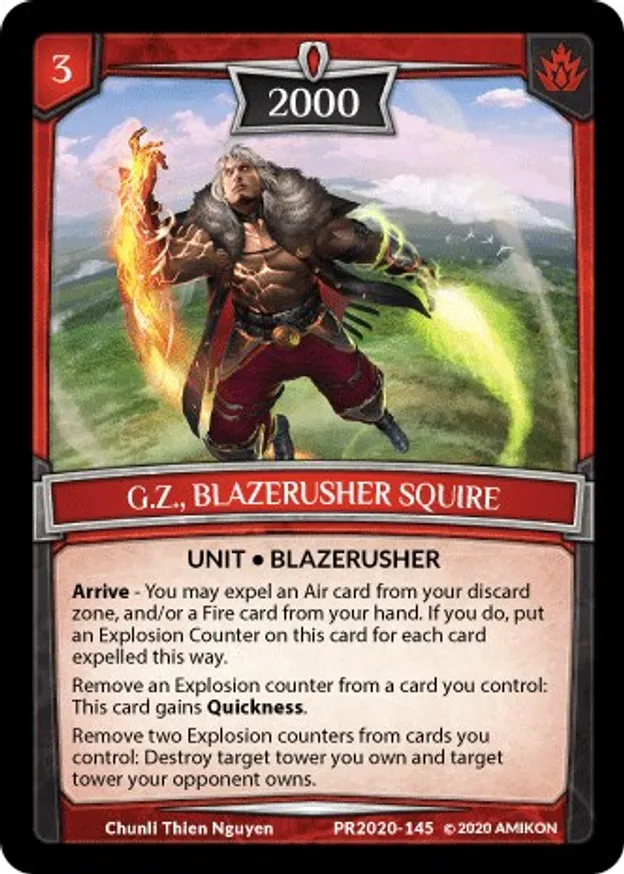 3
2000
G.Z., BLAZERUSHER SQUIRE
UNIT • BLAZERUSHER
Arrive - You may expel an Air card from your discard
zone, and/or a Fire card from your hand. If you do, put
an Explosion Counter on this card for each card
expelled this way.
Remove an Explosion counter from a card you control:
This card gains Quickness.
Remove two Explosion counters from cards you
control: Destroy target tower you own and target
tower your opponent owns.
Chunli Thien Nguyen PR2020-145 © 2020 AMIKON